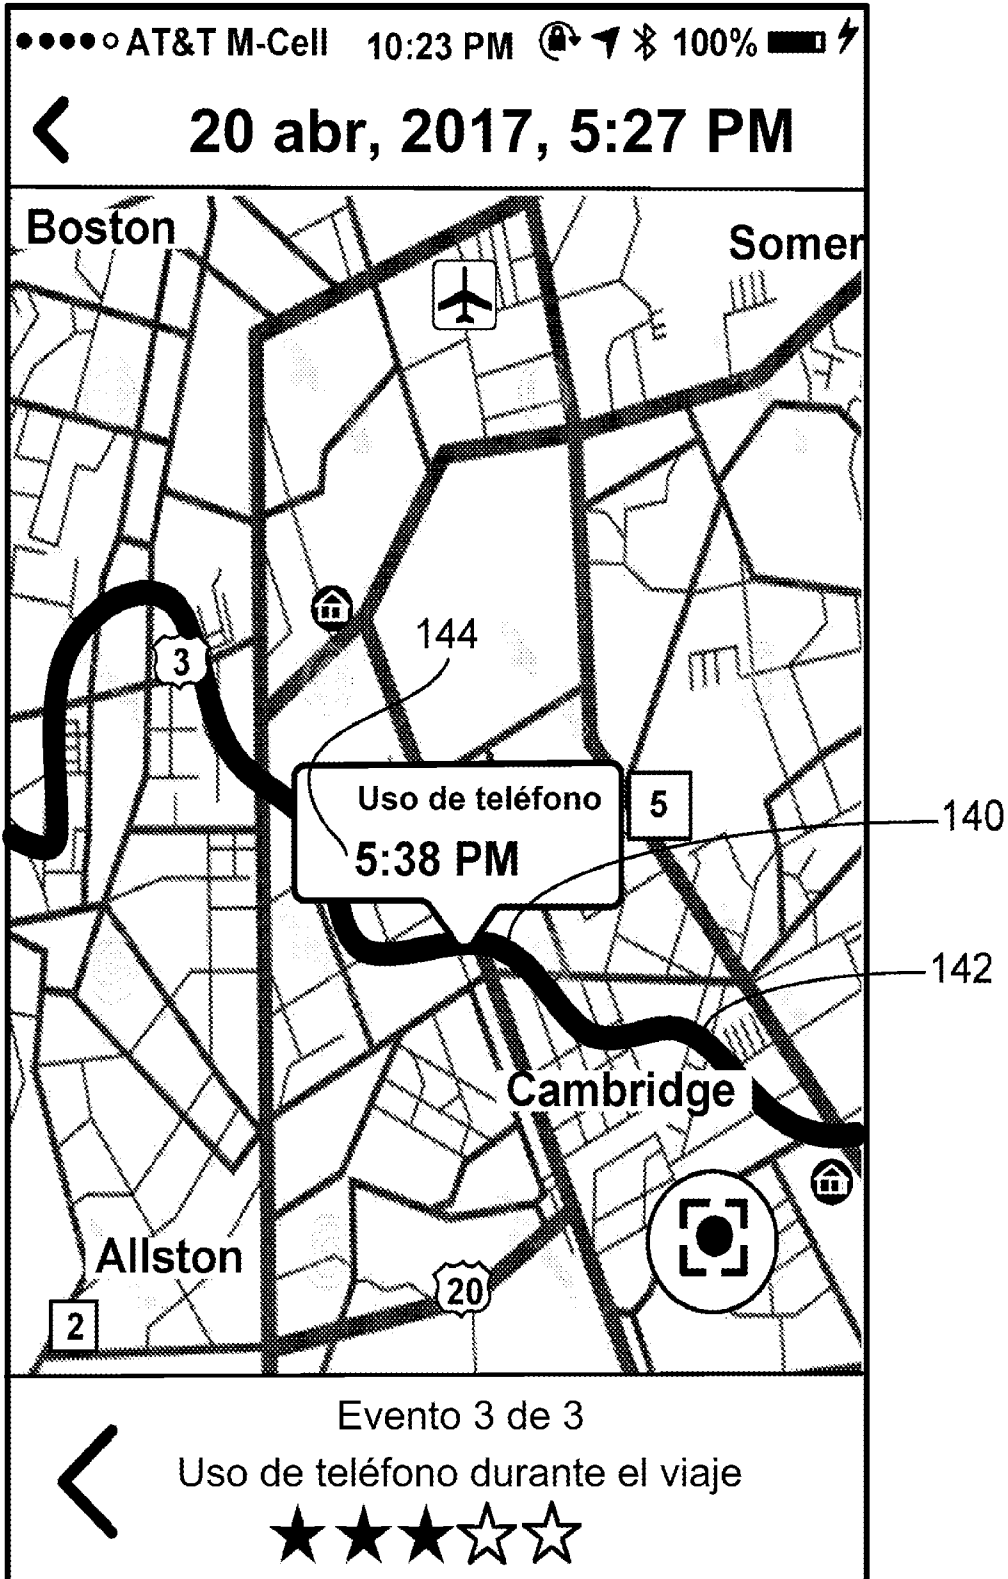 AT&T M-Cell 10:23 PM 100%
20 abr, 2017, 5:27 PM
Boston
Somer
144
3
Uso de teléfono
5:38 PM
5
140
142
Cambridge
Allston
20
2
Evento 3 de 3
Uso de teléfono durante el viaje